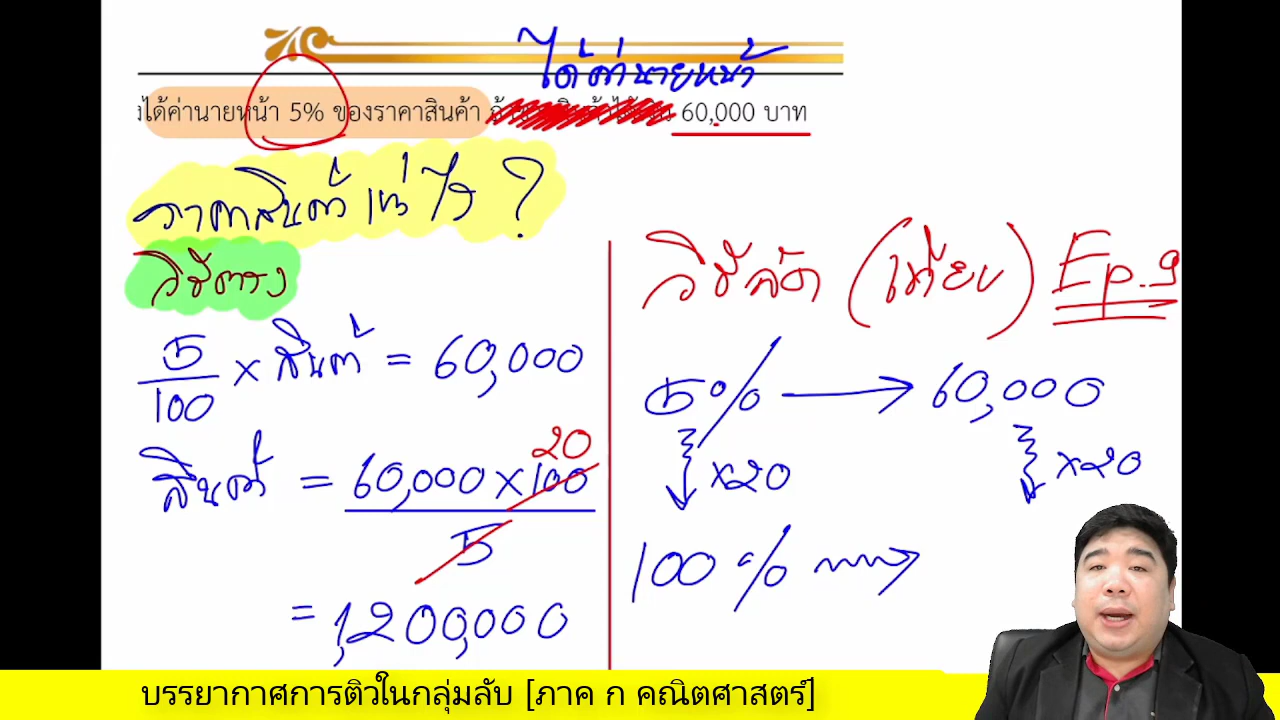 ได้ค่านายหน้า
งได้ค่านายหน้า 5% ของราคาสินค้า 60,000 บาท
ราคาสินค้าเท่าไร ?
วิธีตรง
5/100 × สินค้า = 60,000
สินค้า = 60,000 × 100/5
20
= 1,200,000
วิธีลัด (เทียบ) Ep.9
5% → 60,000
×20 ×20
100% →
บรรยากาศการติวในกลุ่มลับ [ภาค ก คณิตศาสตร์]